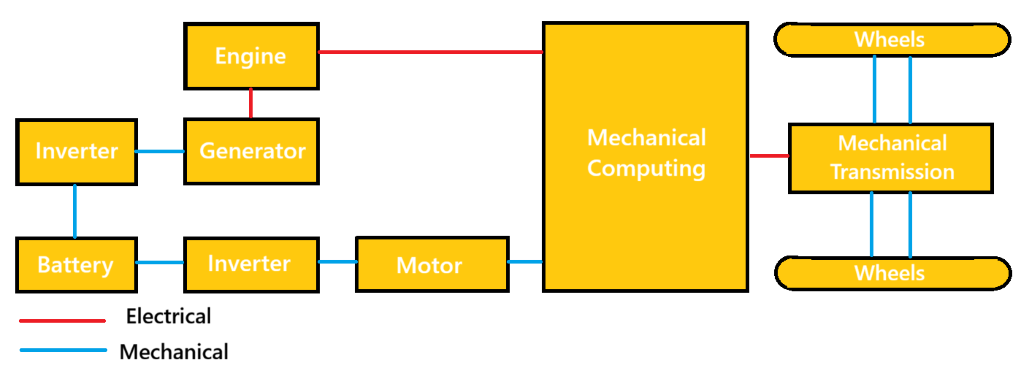 Engine
Wheels
Inverter
Generator
Mechanical
Computing
Mechanical
Transmission
Battery
Inverter
Motor
Wheels
Electrical
Mechanical